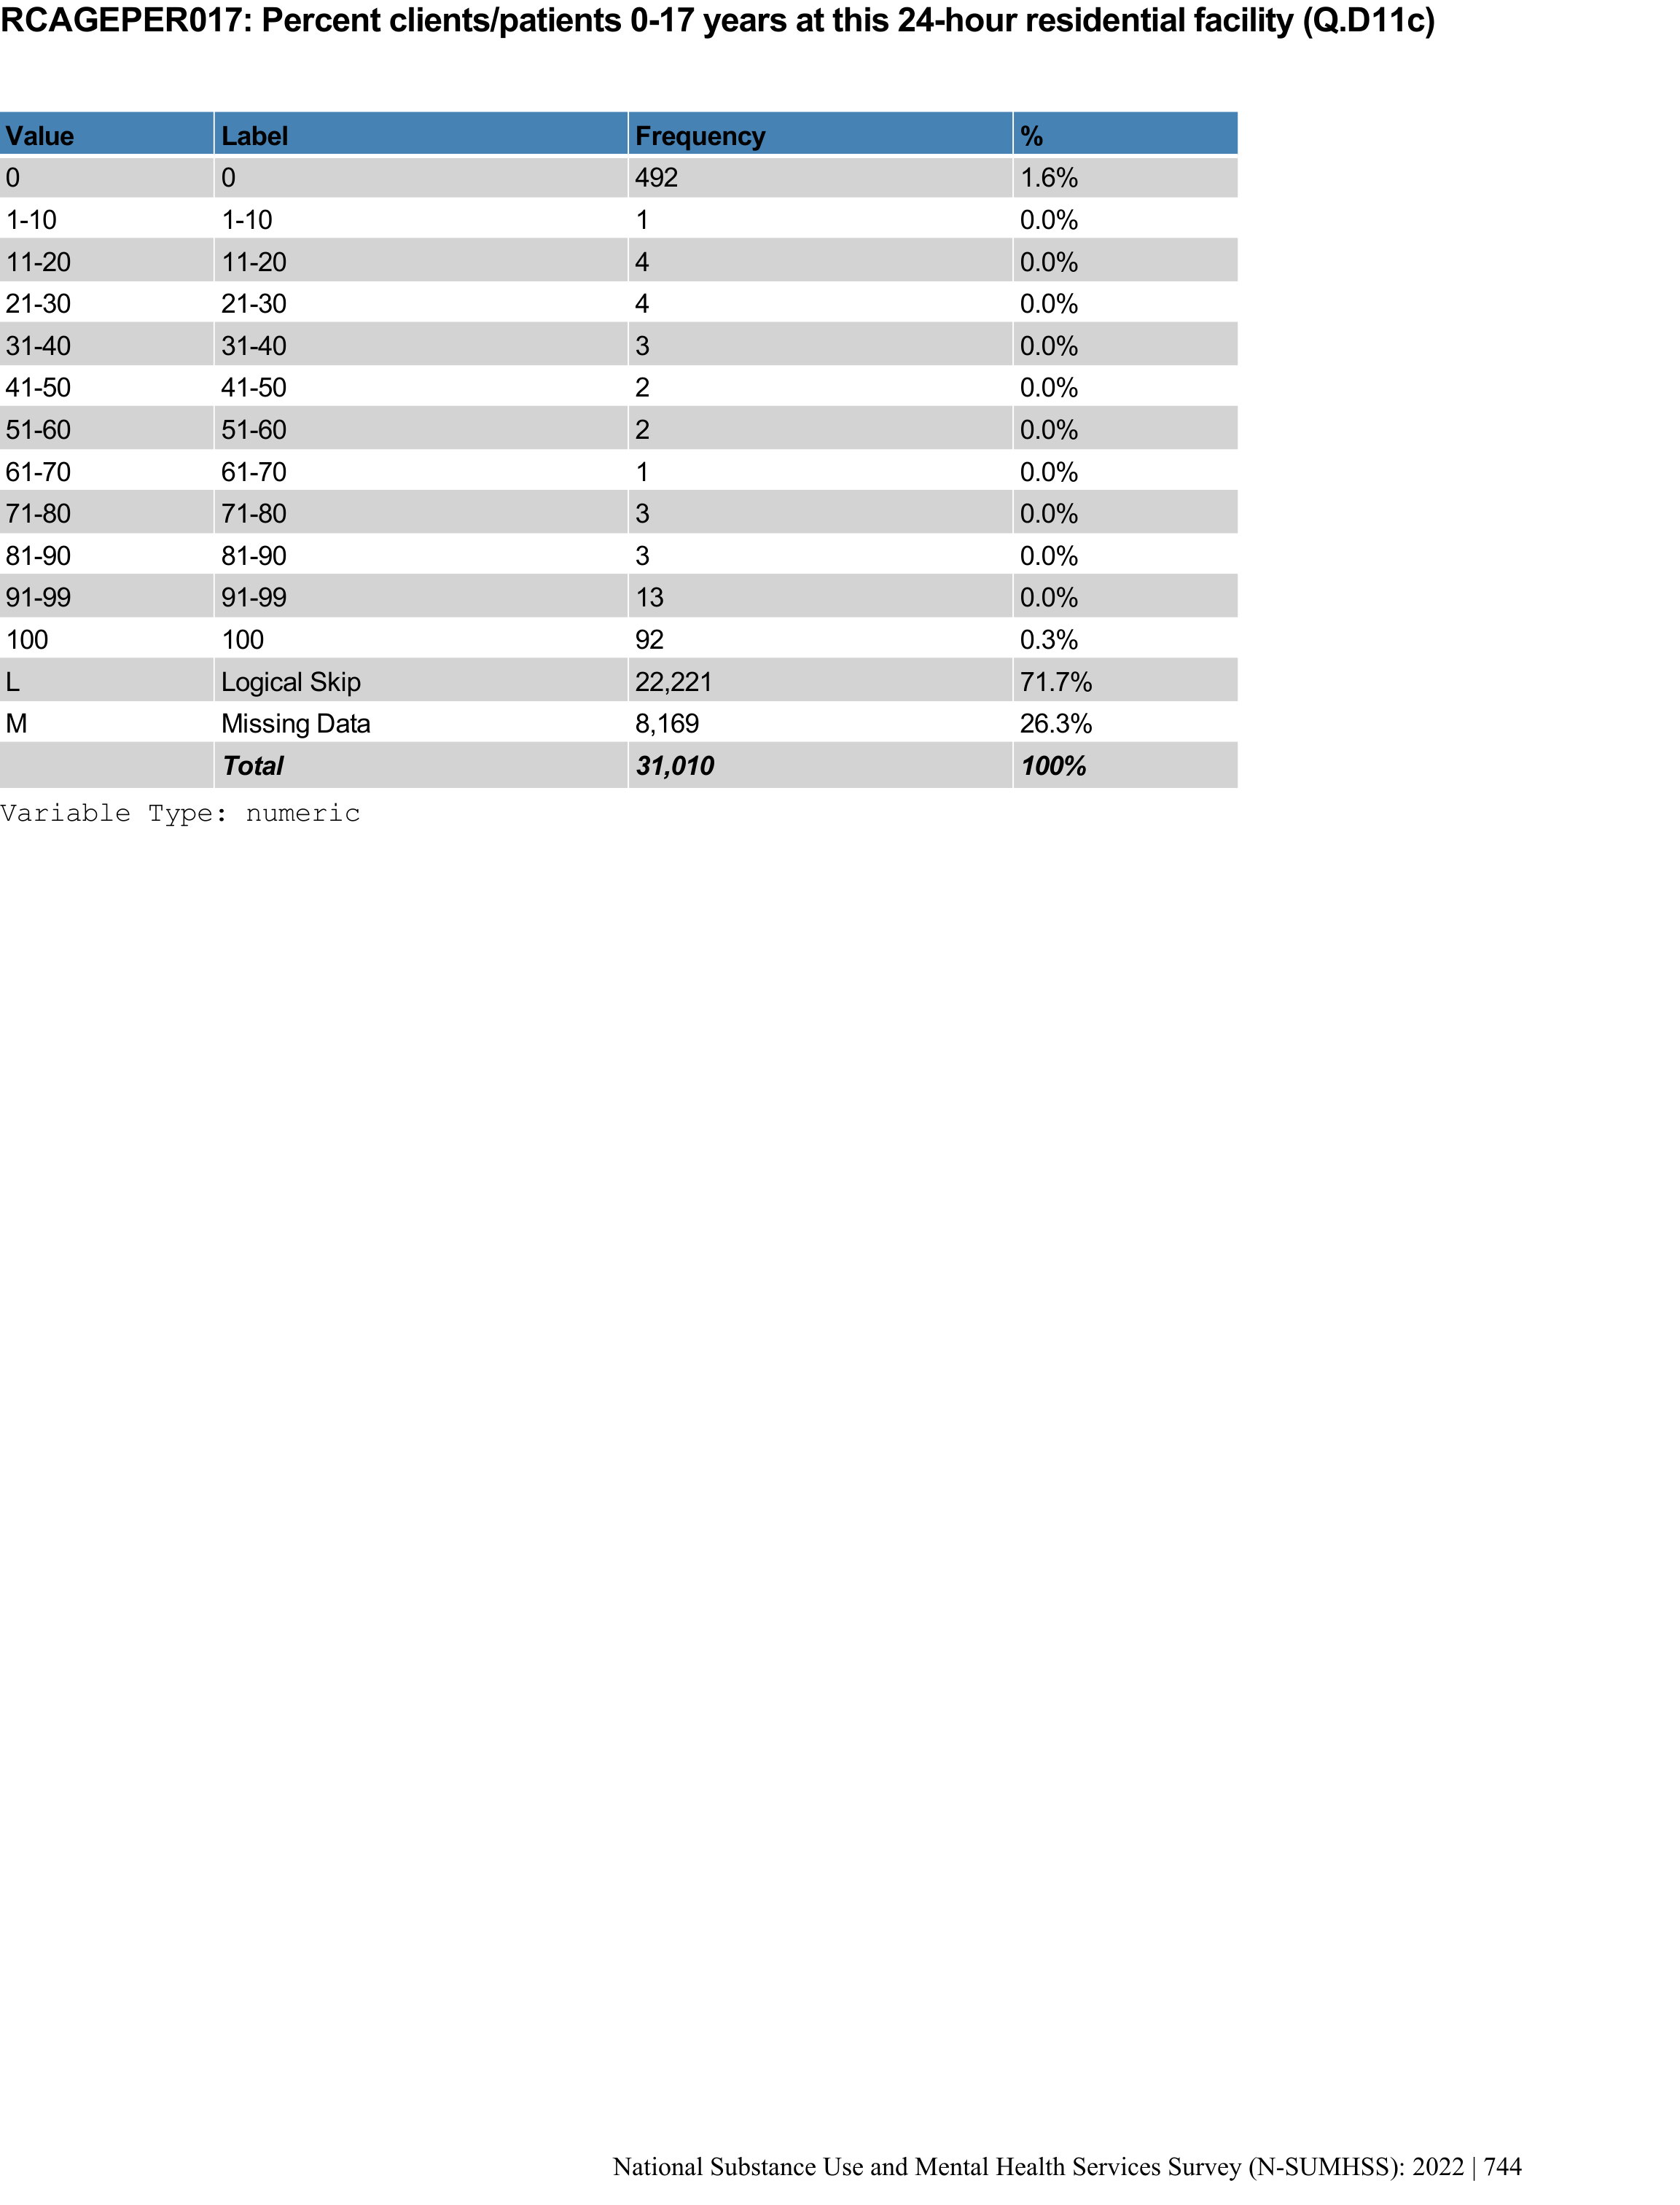 RCAGEPER017: Percent clients/patients 0-17 years at this 24-hour residential facility (Q.D11c)
Value Label Frequency %
0 0 492 1.6%
1-10 1-10 1 0.0%
11-20 11-20 4 0.0%
21-30 21-30 4 0.0%
31-40 31-40 3 0.0%
41-50 41-50 2 0.0%
51-60 51-60 2 0.0%
61-70 61-70 1 0.0%
71-80 71-80 3 0.0%
81-90 81-90 3 0.0%
91-99 91-99 13 0.0%
100 100 92 0.3%
L Logical Skip 22,221 71.7%
M Missing Data 8,169 26.3%
Total 31,010 100%
Variable Type: numeric
National Substance Use and Mental Health Services Survey (N-SUMHSS): 2022 | 744